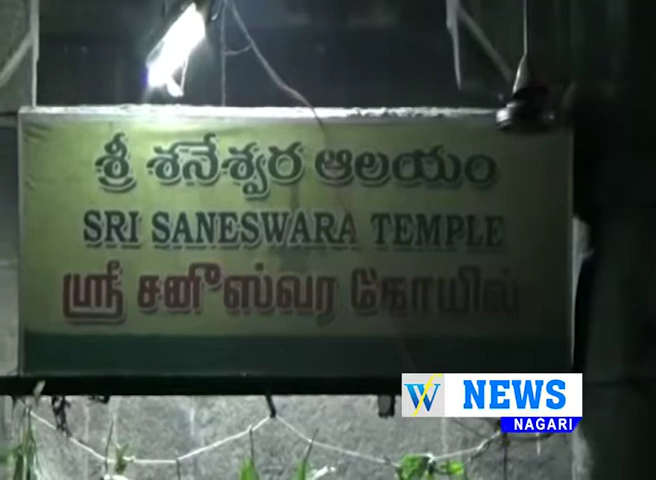 శ్రీ శనేశ్వర ఆలయం
SRI SANESWARA TEMPLE
ஸ்ரீ சனீஸ்வர கோயில்
W NEWS
NAGARI